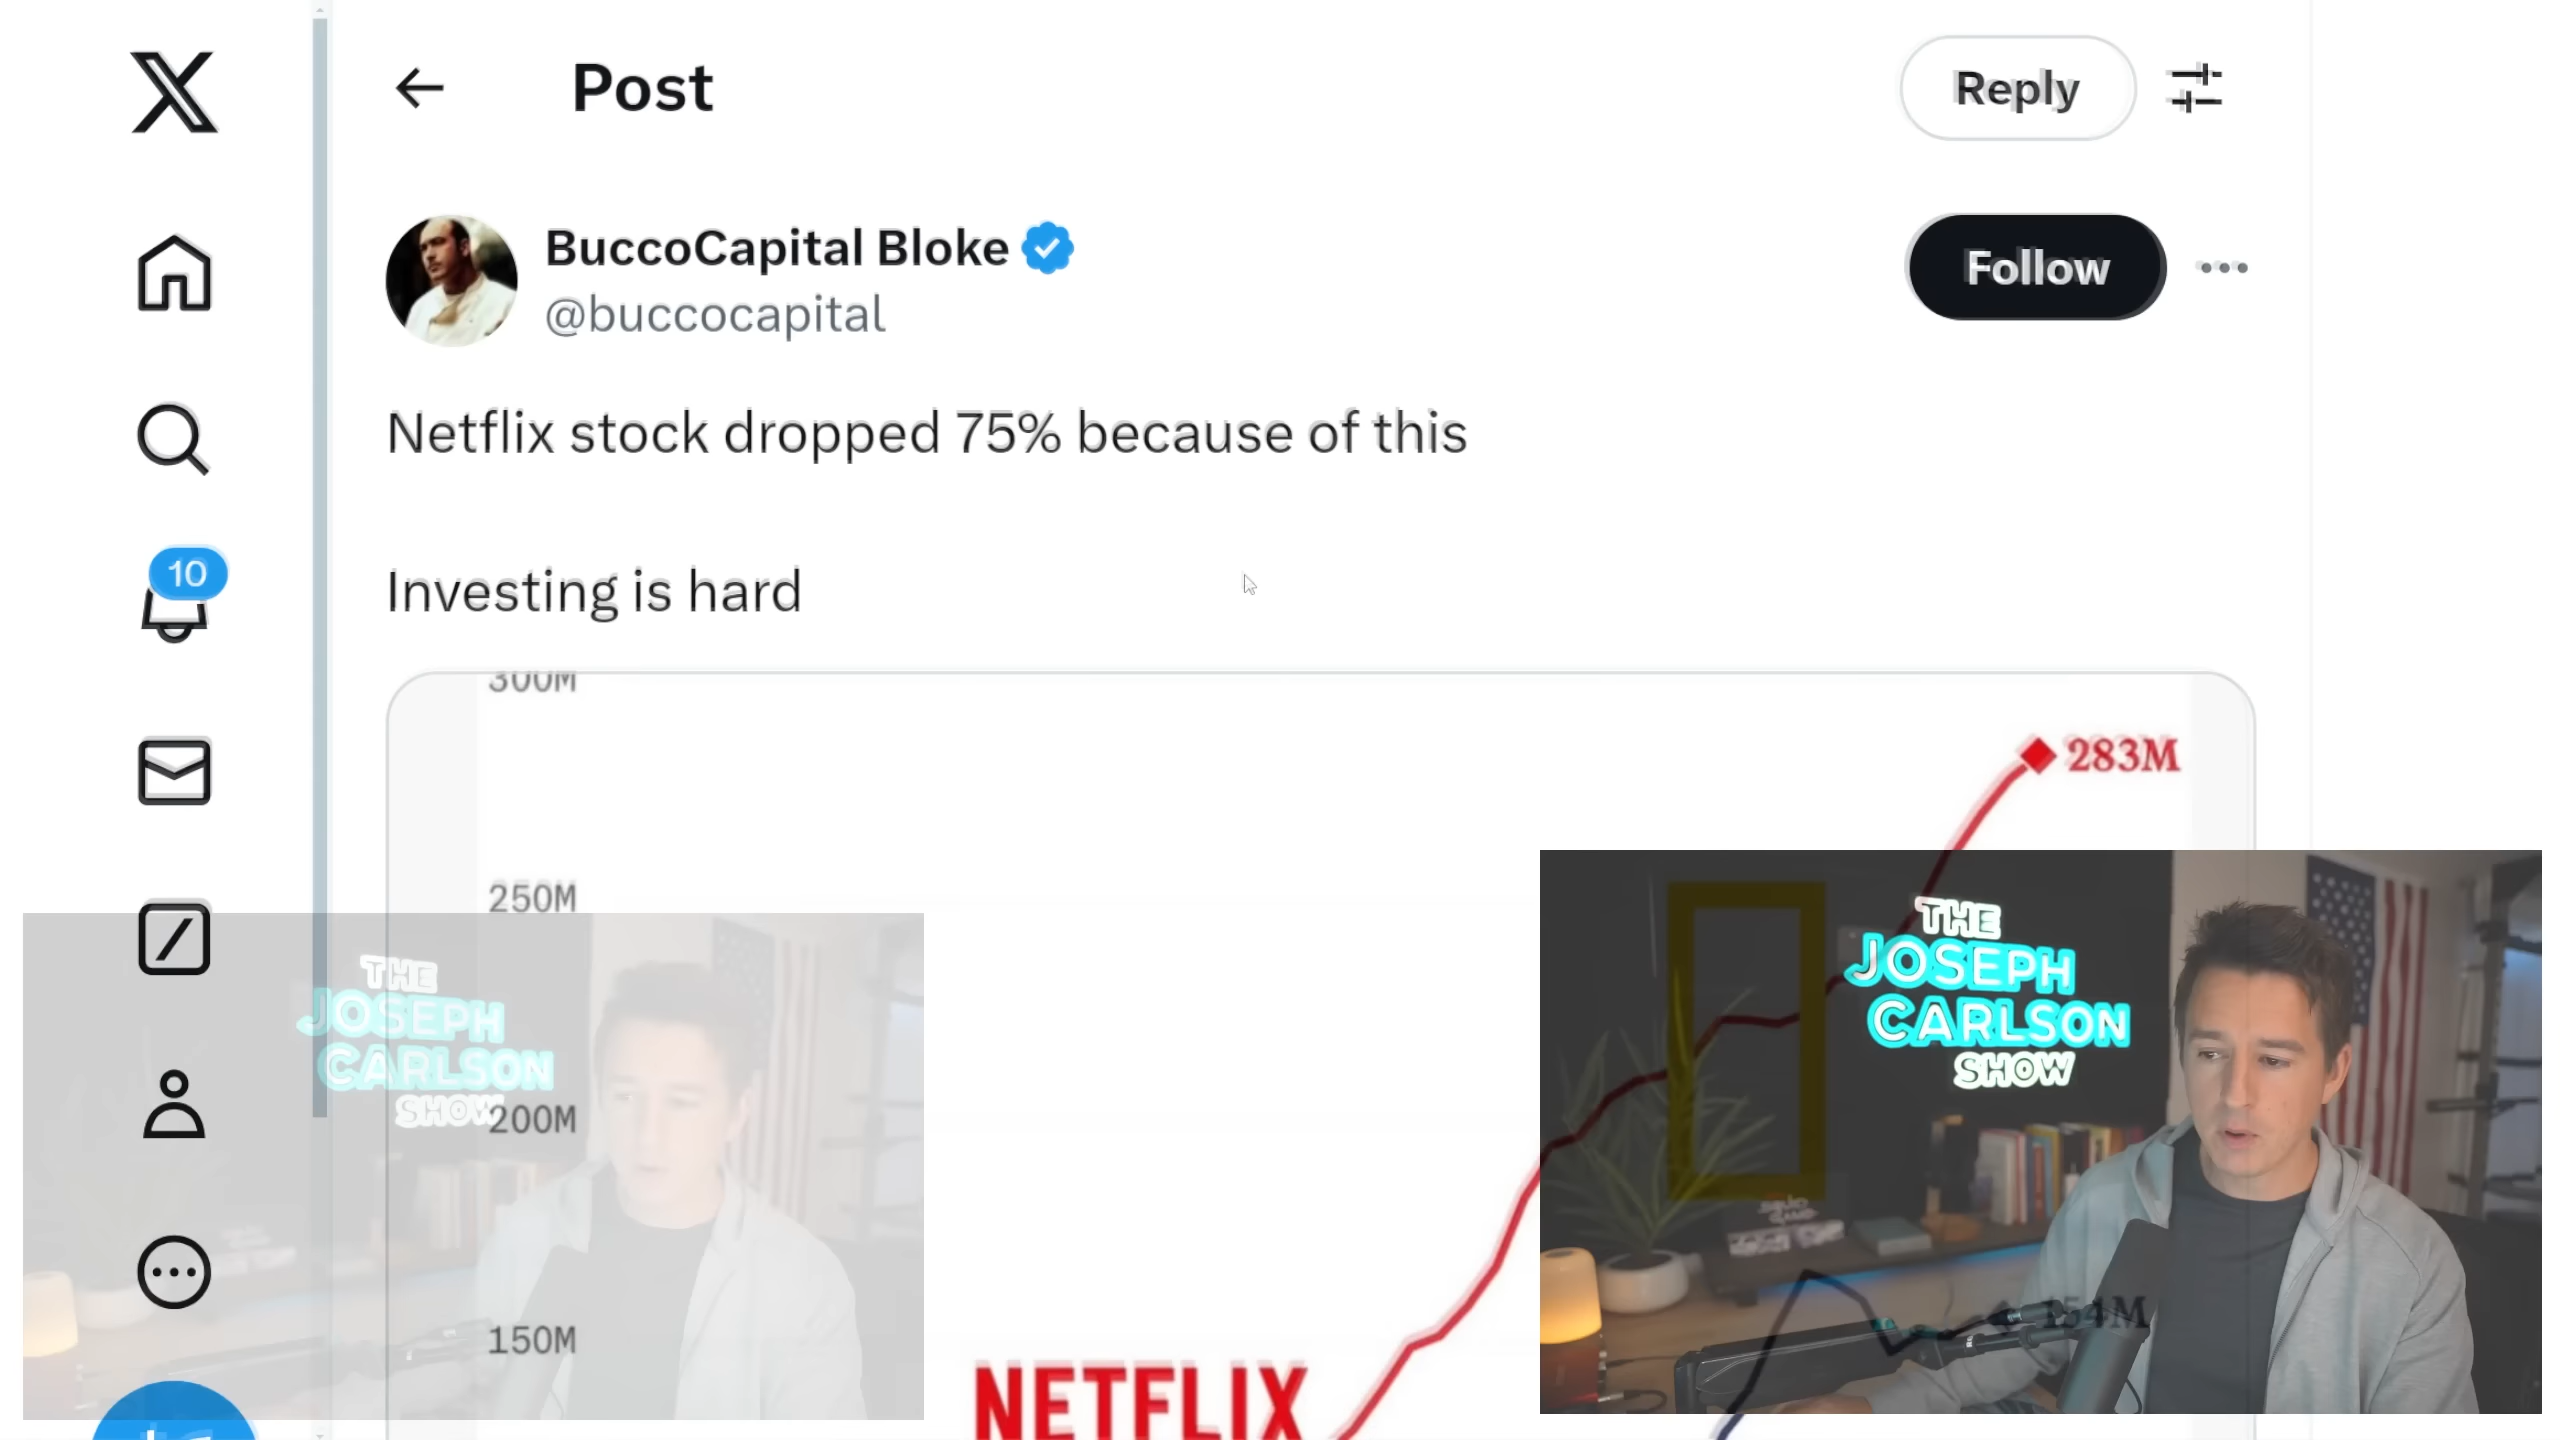 Post
Reply
BuccoCapital Bloke
@buccocapital
Follow
Netflix stock dropped 75% because of this
Investing is hard
10
300M
283M
250M
THE
JOSEPH
CARLSON
SHOW
THE
JOSEPH
CARLSON
SHOW
200M
150M
154M
NETFLIX